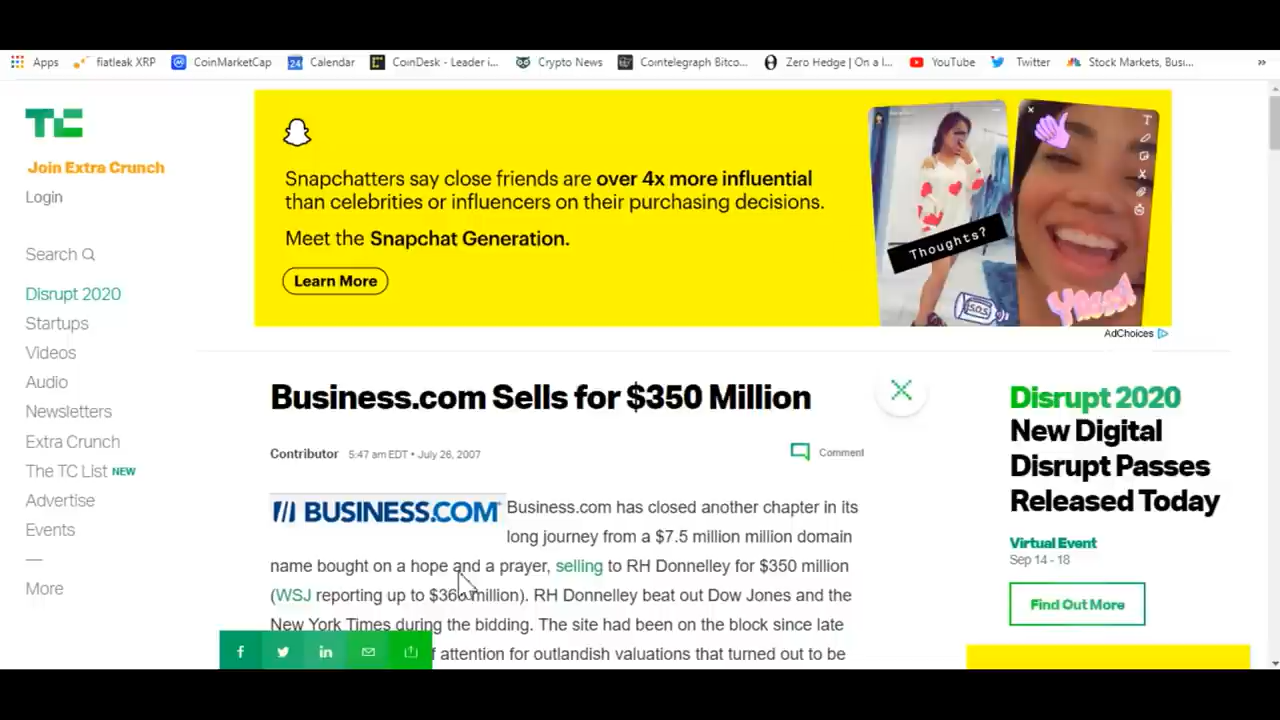 Apps fiatleak XRP CoinMarketCap Calendar CoinDesk - Leader i... Crypto News Cointelegraph Bitco... Zero Hedge | On a l... YouTube Twitter Stock Markets, Busi... »
TC
Join Extra Crunch
Login
Search
Disrupt 2020
Startups
Videos
Audio
Newsletters
Extra Crunch
The TC List NEW
Advertise
Events
More
Snapchatters say close friends are over 4x more influential
than celebrities or influencers on their purchasing decisions.
Meet the Snapchat Generation.
Learn More
Thoughts?
S.O.S
Yasss!
AdChoices
Business.com Sells for $350 Million
Contributor 5:47 am EDT • July 26, 2007
Comment
BUSINESS.COM
Business.com has closed another chapter in its
long journey from a $7.5 million million domain
name bought on a hope and a prayer, selling to RH Donnelley for $350 million
(WSJ reporting up to million). RH Donnelley beat out Dow Jones and the
New York Times during the bidding. The site had been on the block since late
attention for outlandish valuations that turned out to be
Disrupt 2020
New Digital
Disrupt Passes
Released Today
Virtual Event
Sep 14 - 18
Find Out More